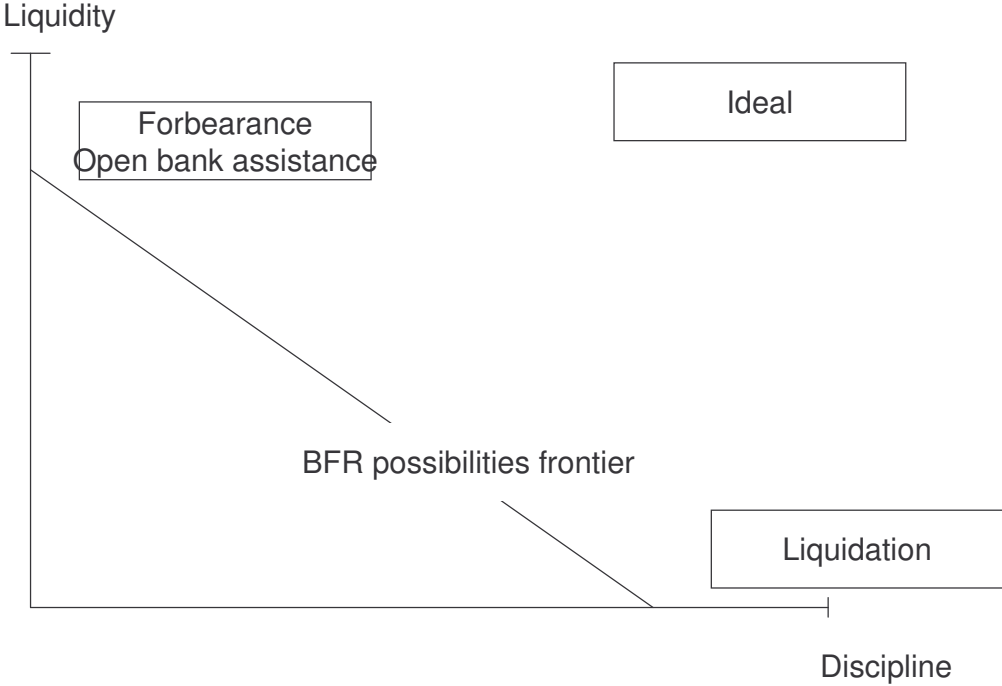 Liquidity
Ideal
Forbearance
Open bank assistance
BFR possibilities frontier
Liquidation
Discipline